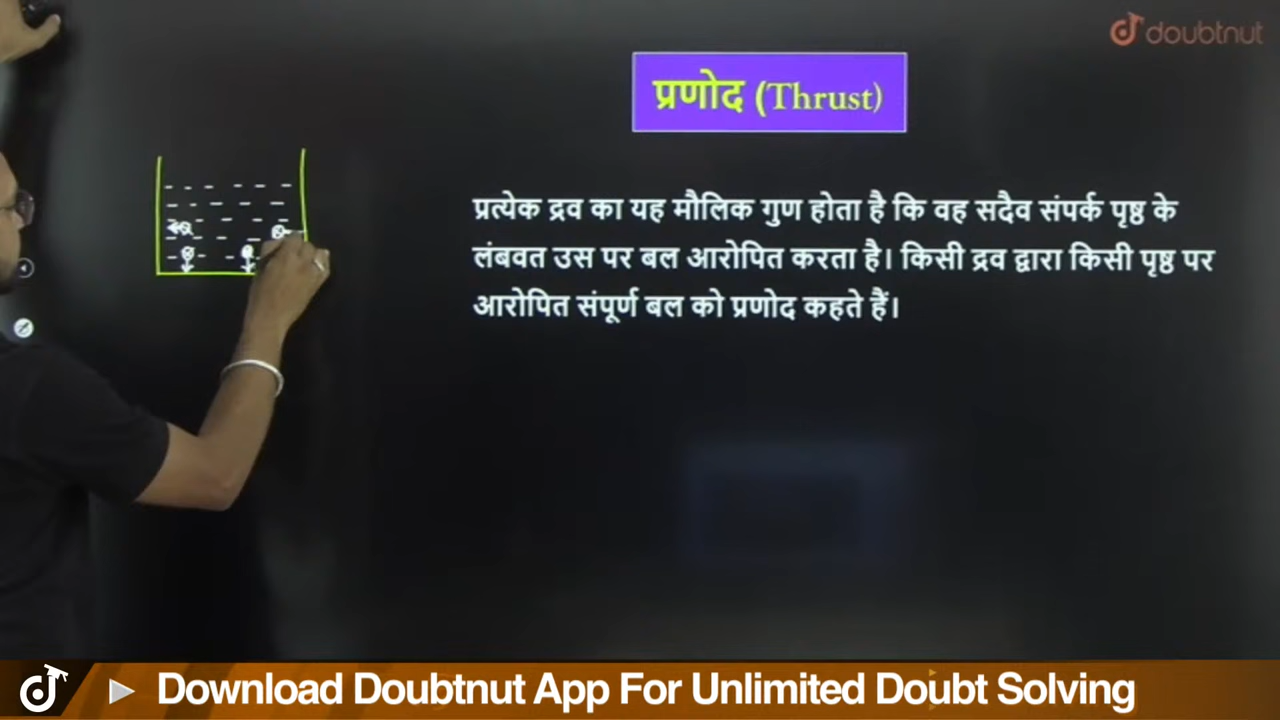 doubtnut
प्रणोद (Thrust)
प्रत्येक द्रव का यह मौलिक गुण होता है कि वह सदैव संपर्क पृष्ठ के
लंबवत उस पर बल आरोपित करता है। किसी द्रव द्वारा किसी पृष्ठ पर
आरोपित संपूर्ण बल को प्रणोद कहते हैं।
Download Doubtnut App For Unlimited Doubt Solving